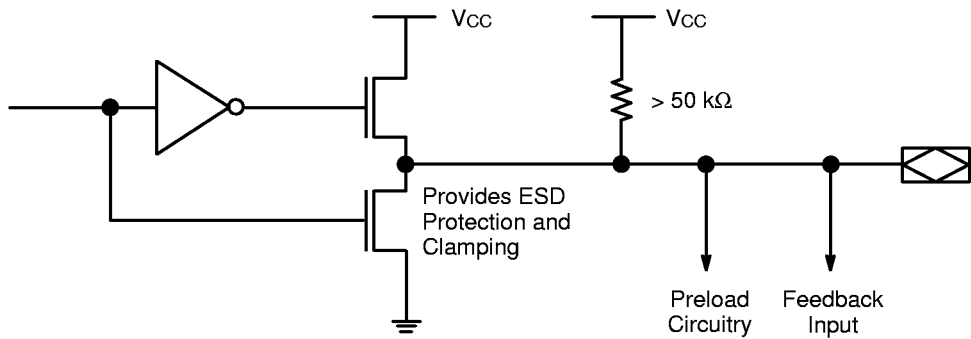 VCC
VCC
> 50 kΩ
Provides ESD
Protection and
Clamping
Preload
Circuitry
Feedback
Input